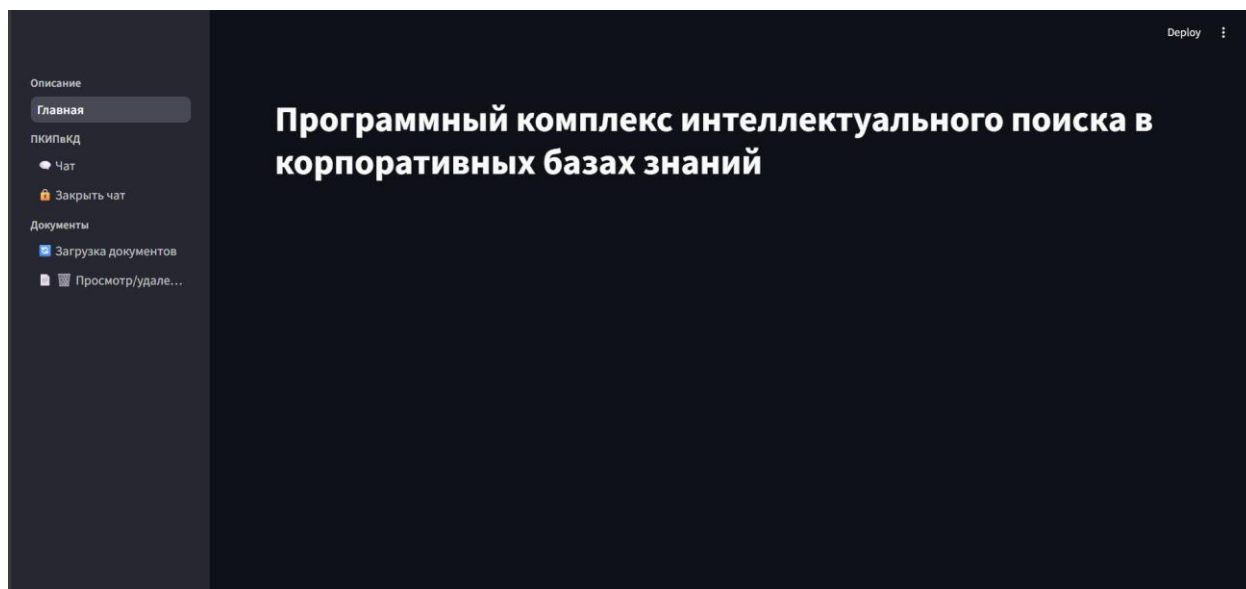 Deploy
Описание
Главная
ПКИПвКД
Чат
Закрыть чат
Документы
Загрузка документов
Просмотр/удале...
Программный комплекс интеллектуального поиска в
корпоративных базах знаний